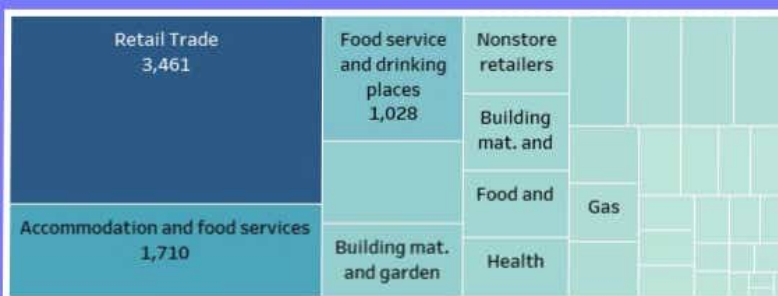 Retail Trade
3,461
Accommodation and food services
1,710
Food service
and drinking
places
1,028
Building mat.
and garden
Nonstore
retailers
Building
mat. and
Food and
Health
Gas